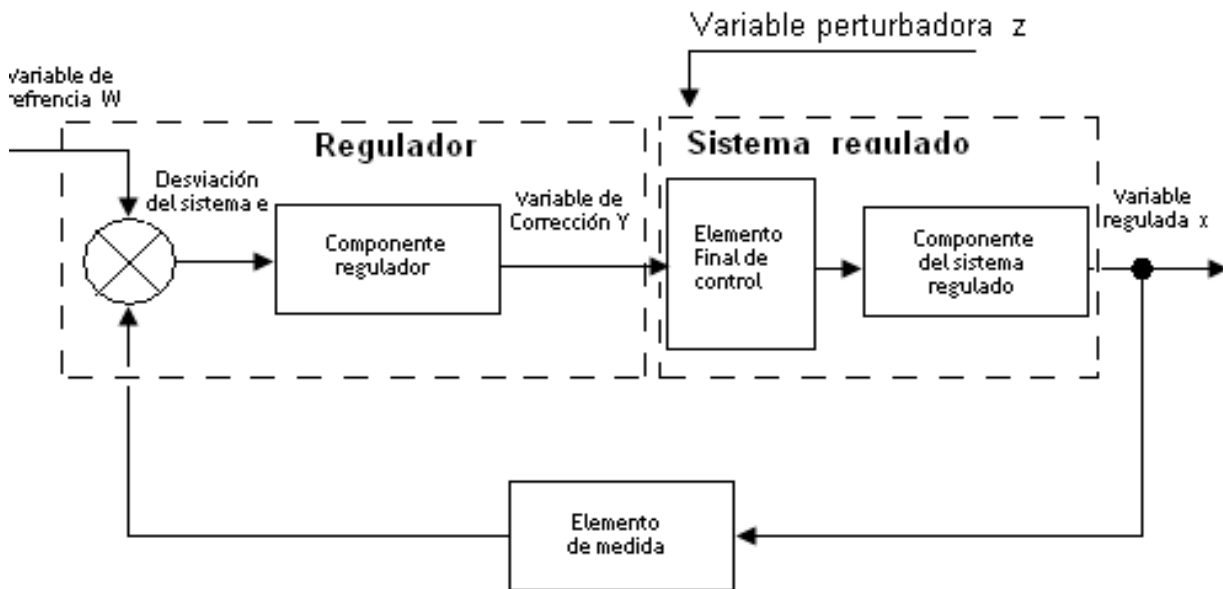 Variable perturbadora z
Variable de
refrencia W
Regulador
Sistema regulado
Desviación
del sistema e
Variable de
Corrección Y
Variable
regulada x
Componente
regulador
Elemento
Final de
control
Componente
del sistema
regulado
Elemento
de medida